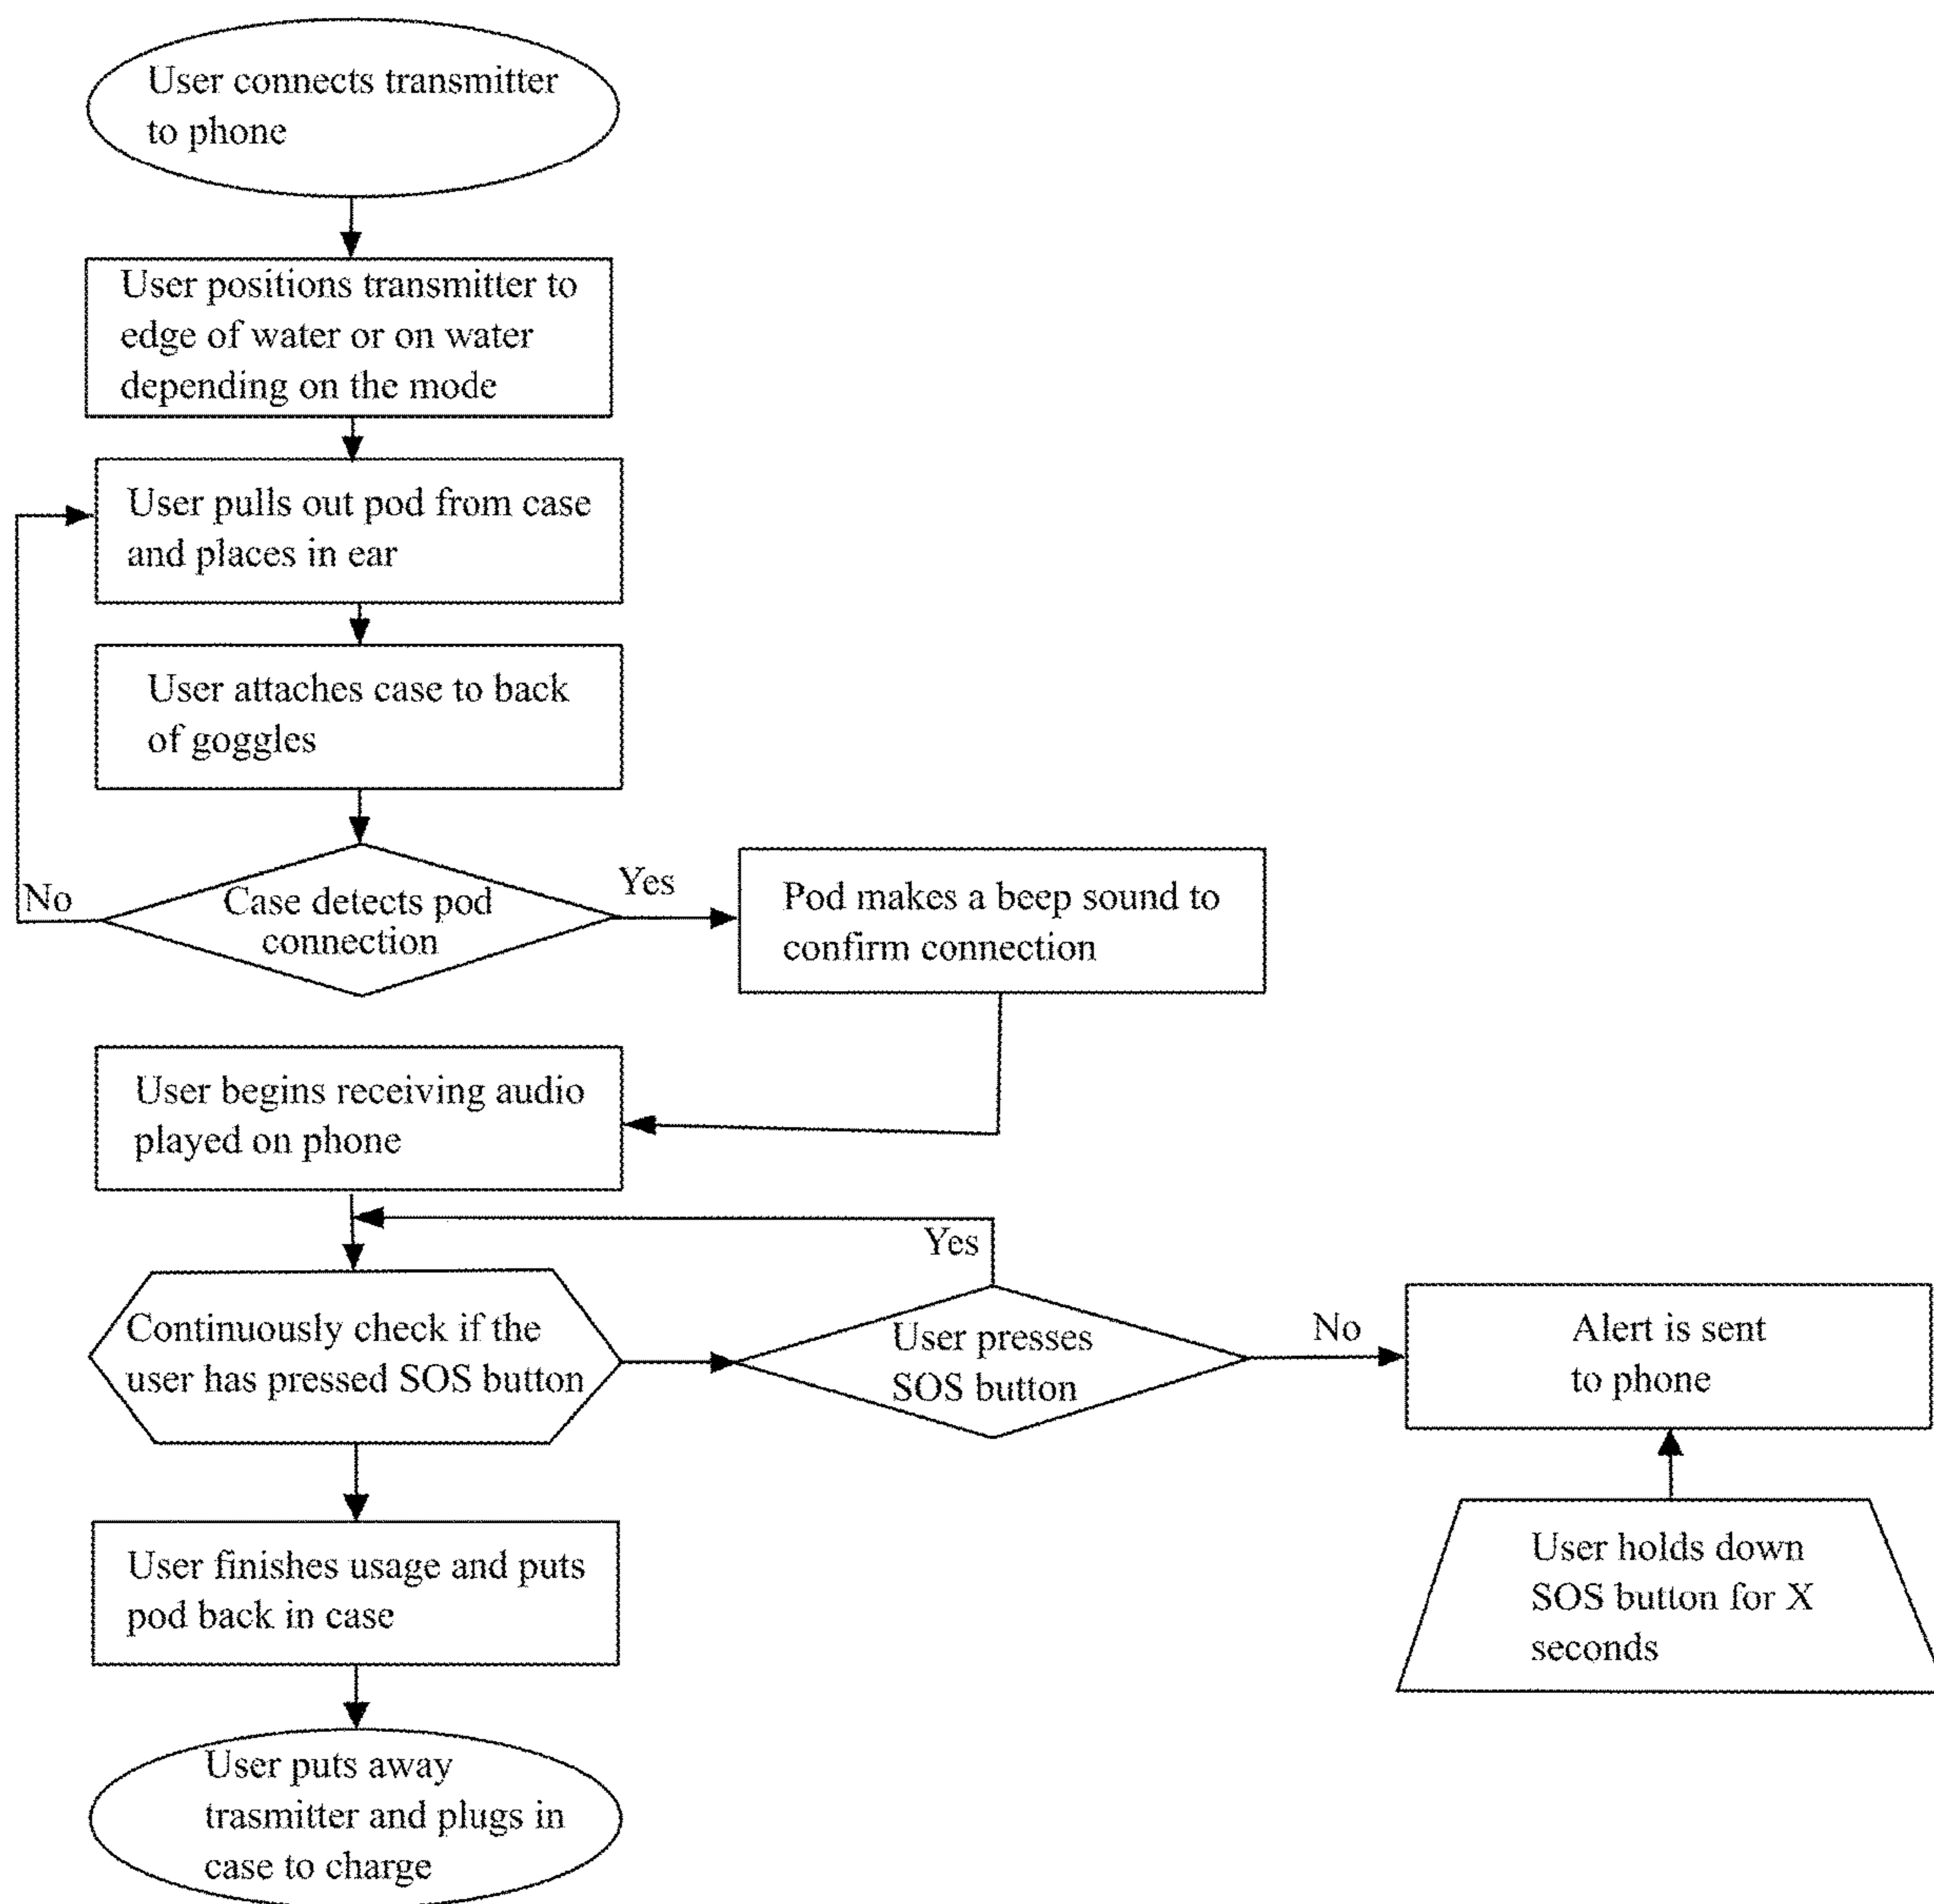 User connects transmitter
to phone
User positions transmitter to
edge of water or on water
depending on the mode
User pulls out pod from case
and places in ear
User attaches case to back
of goggles
No
Case detects pod
connection
Yes
Pod makes a beep sound to
confirm connection
User begins receiving audio
played on phone
Yes
Continuously check if the
user has pressed SOS button
User presses
SOS button
No
Alert is sent
to phone
User holds down
SOS button for X
seconds
User finishes usage and puts
pod back in case
User puts away
trasmitter and plugs in
case to charge